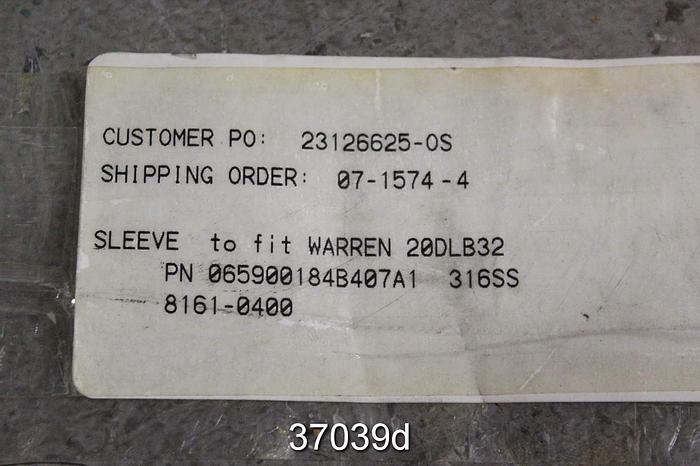 CUSTOMER PO: 23126625-OS
SHIPPING ORDER: 07-1574-4
SLEEVE to fit WARREN 20DLB32
PN 065900184B407A1 316SS
8161-0400
37039d